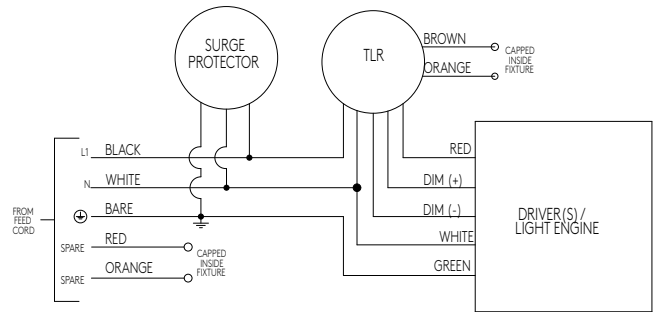 SURGE
PROTECTOR
TLR
BROWN
ORANGE
CAPPED
INSIDE
FIXTURE
L1 BLACK
N WHITE
BARE
SPARE RED
SPARE ORANGE
FROM
FEED
CORD
CAPPED
INSIDE
FIXTURE
RED
DIM (+)
DIM (-)
WHITE
GREEN
DRIVER(S) /
LIGHT ENGINE